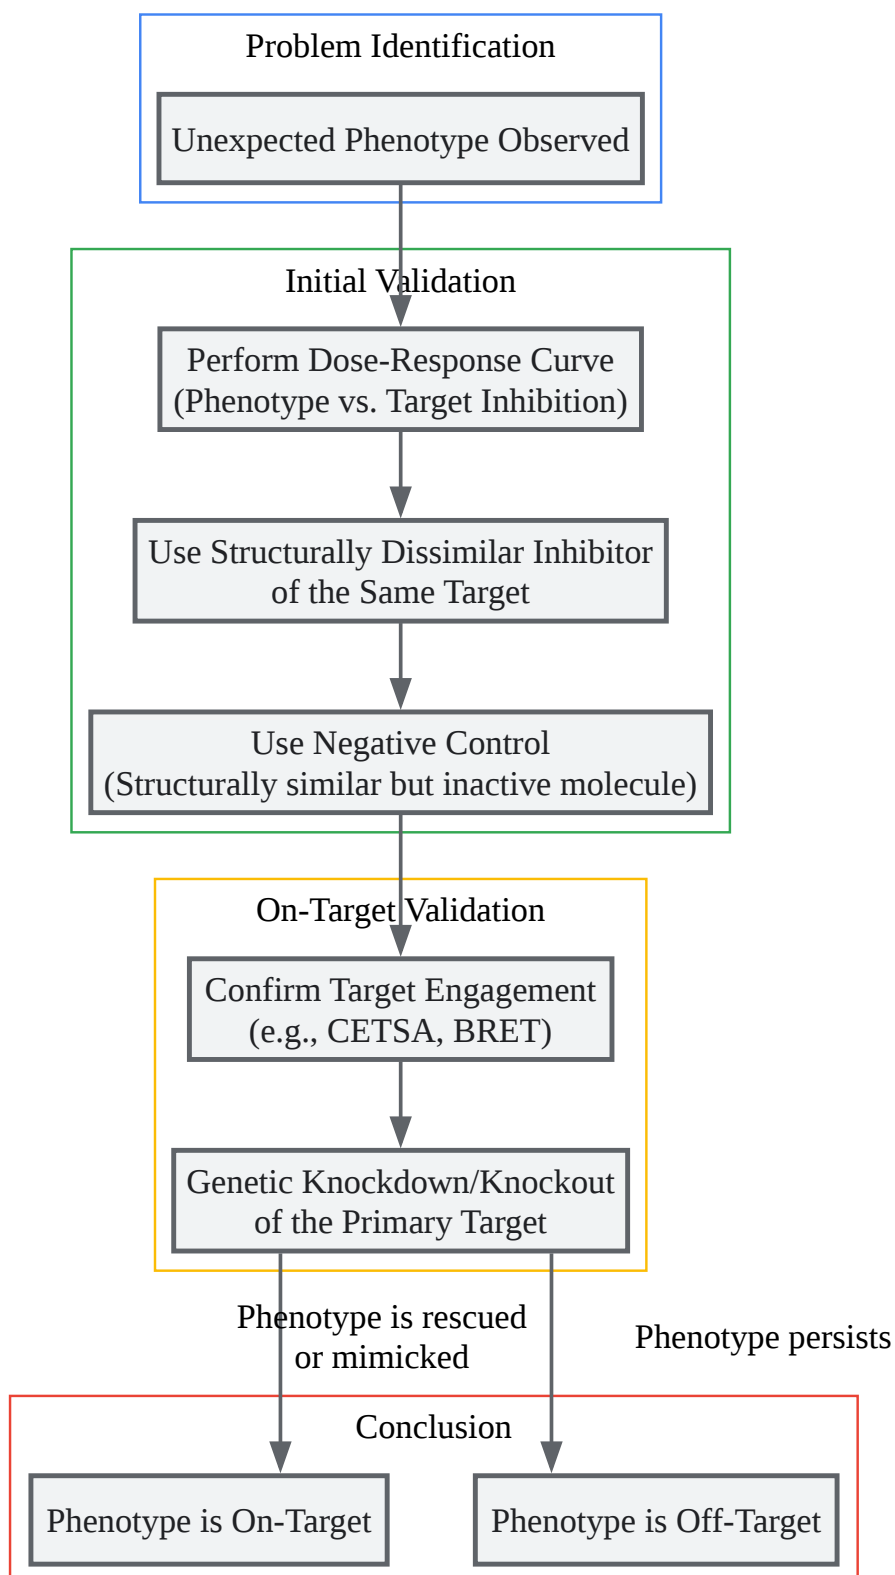 Problem Identification
Unexpected Phenotype Observed
Initial Validation
Perform Dose-Response Curve
(Phenotype vs. Target Inhibition)
Use Structurally Dissimilar Inhibitor
of the Same Target
Use Negative Control
(Structurally similar but inactive molecule)
On-Target Validation
Confirm Target Engagement
(e.g., CETSA, BRET)
Genetic Knockdown/Knockout
of the Primary Target
Phenotype is rescued
or mimicked
Phenotype persists
Conclusion
Phenotype is On-Target
Phenotype is Off-Target